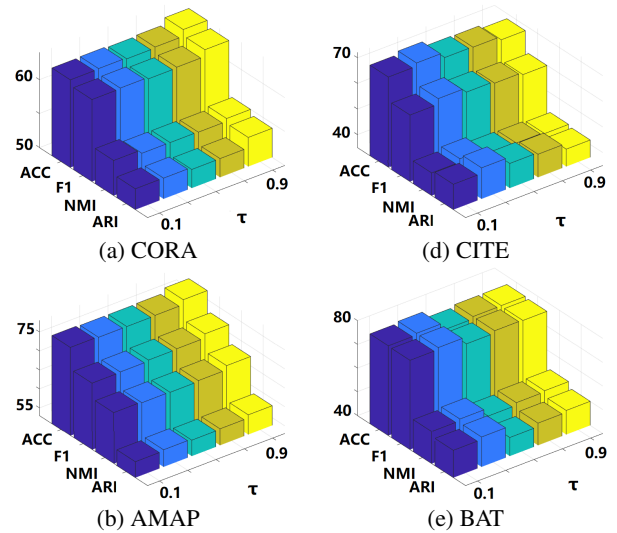 60
50
ACC
F1
NMI
ARI
0.1
τ
0.9
(a) CORA
70
40
ACC
F1
NMI
ARI
0.1
τ
0.9
(d) CITE
75
55
ACC
F1
NMI
ARI
0.1
τ
0.9
(b) AMAP
80
40
ACC
F1
NMI
ARI
0.1
τ
0.9
(e) BAT